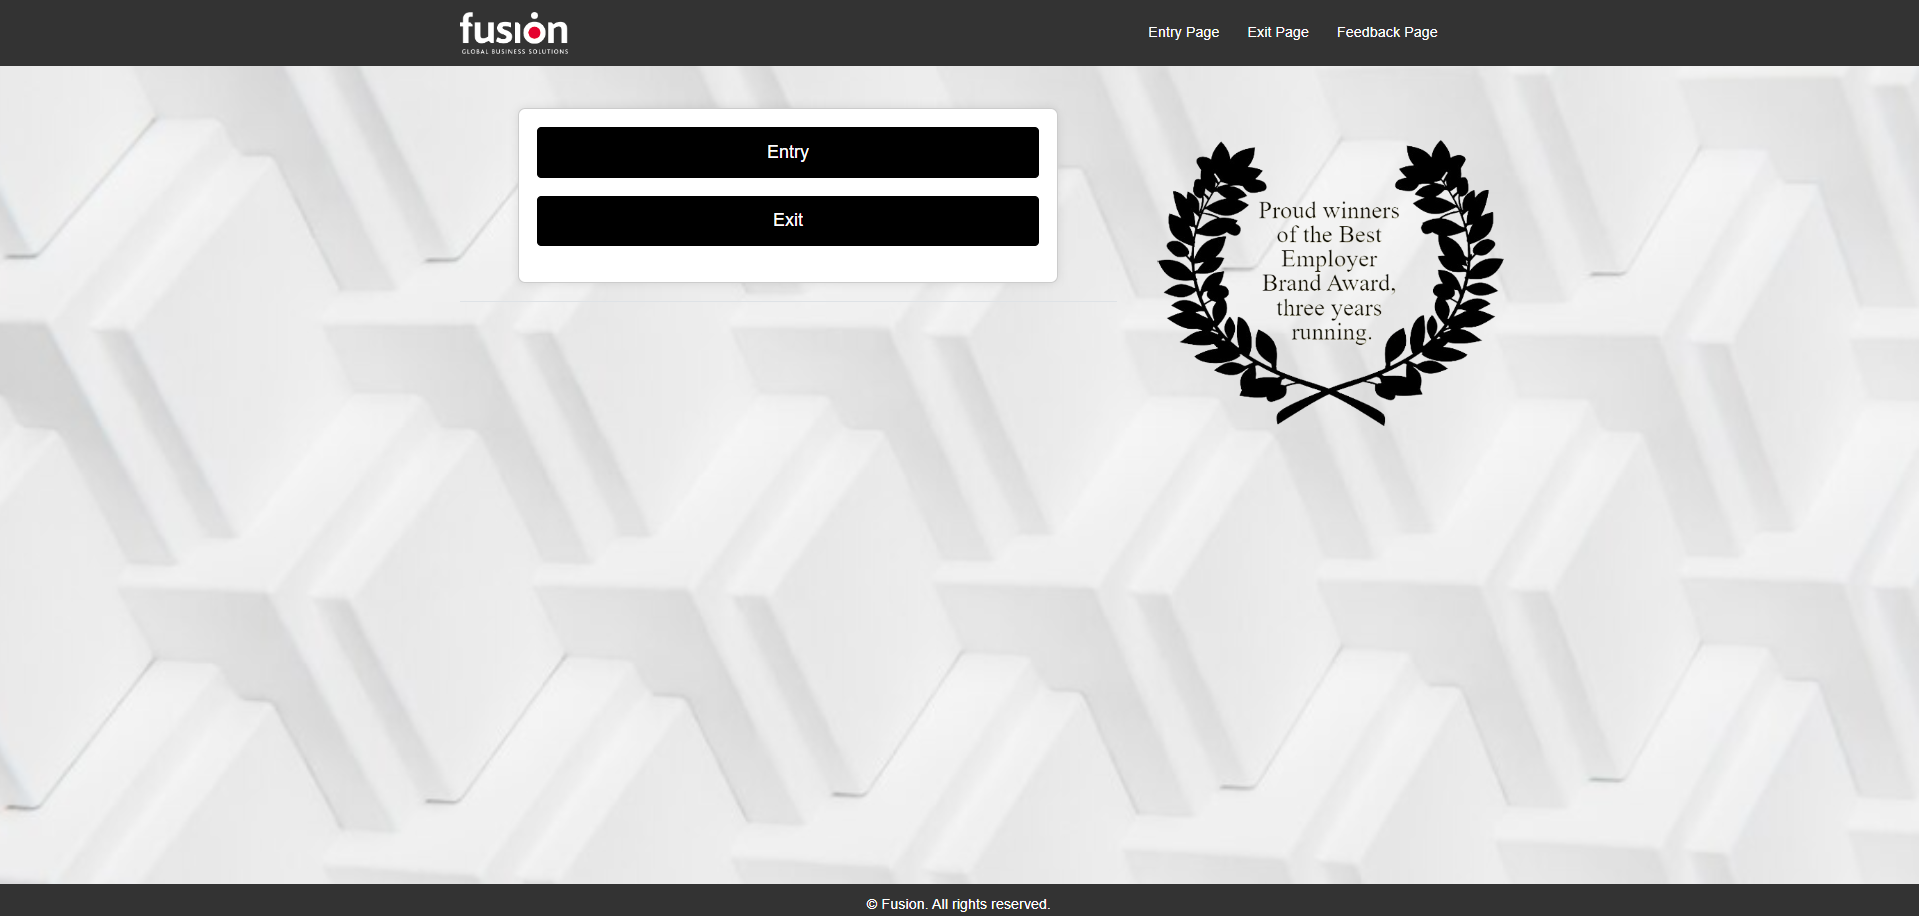 fusion
GLOBAL BUSINESS SOLUTIONS
Entry Page
Exit Page
Feedback Page
Entry
Exit
Proud winners
of the Best
Employer
Brand Award,
three years
running.
© Fusion. All rights reserved.